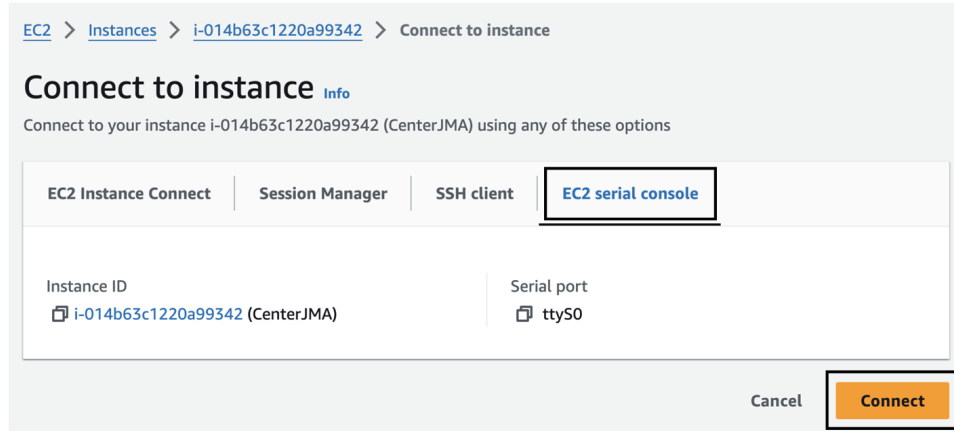 EC2 > Instances > i-014b63c1220a99342 > Connect to instance
Connect to instance Info
Connect to your instance i-014b63c1220a99342 (CenterJMA) using any of these options
EC2 Instance Connect Session Manager SSH client EC2 serial console
Instance ID Serial port
i-014b63c1220a99342 (CenterJMA) ttyS0
Cancel Connect